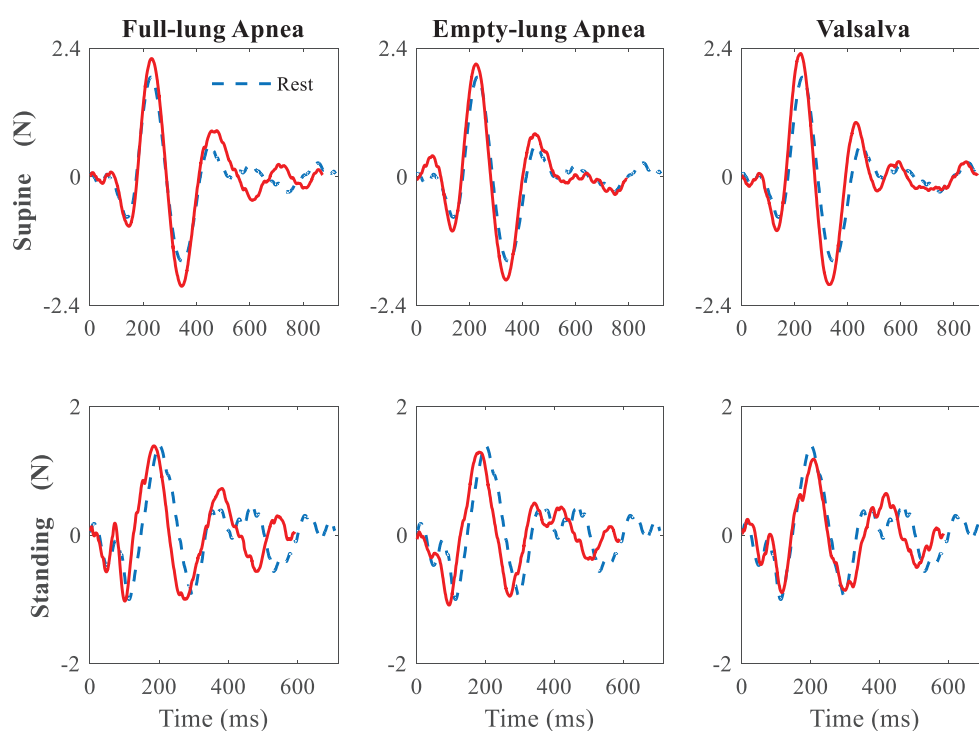 Full-lung Apnea Empty-lung Apnea Valsalva
2.4 2.4 2.4
Rest
Supine (N)
0 0 0
-2.4 -2.4 -2.4
0 200 400 600 800 0 200 400 600 800 0 200 400 600 800
2 2 2
Standing (N)
0 0 0
-2 -2 -2
0 200 400 600 0 200 400 600 0 200 400 600
Time (ms) Time (ms) Time (ms)